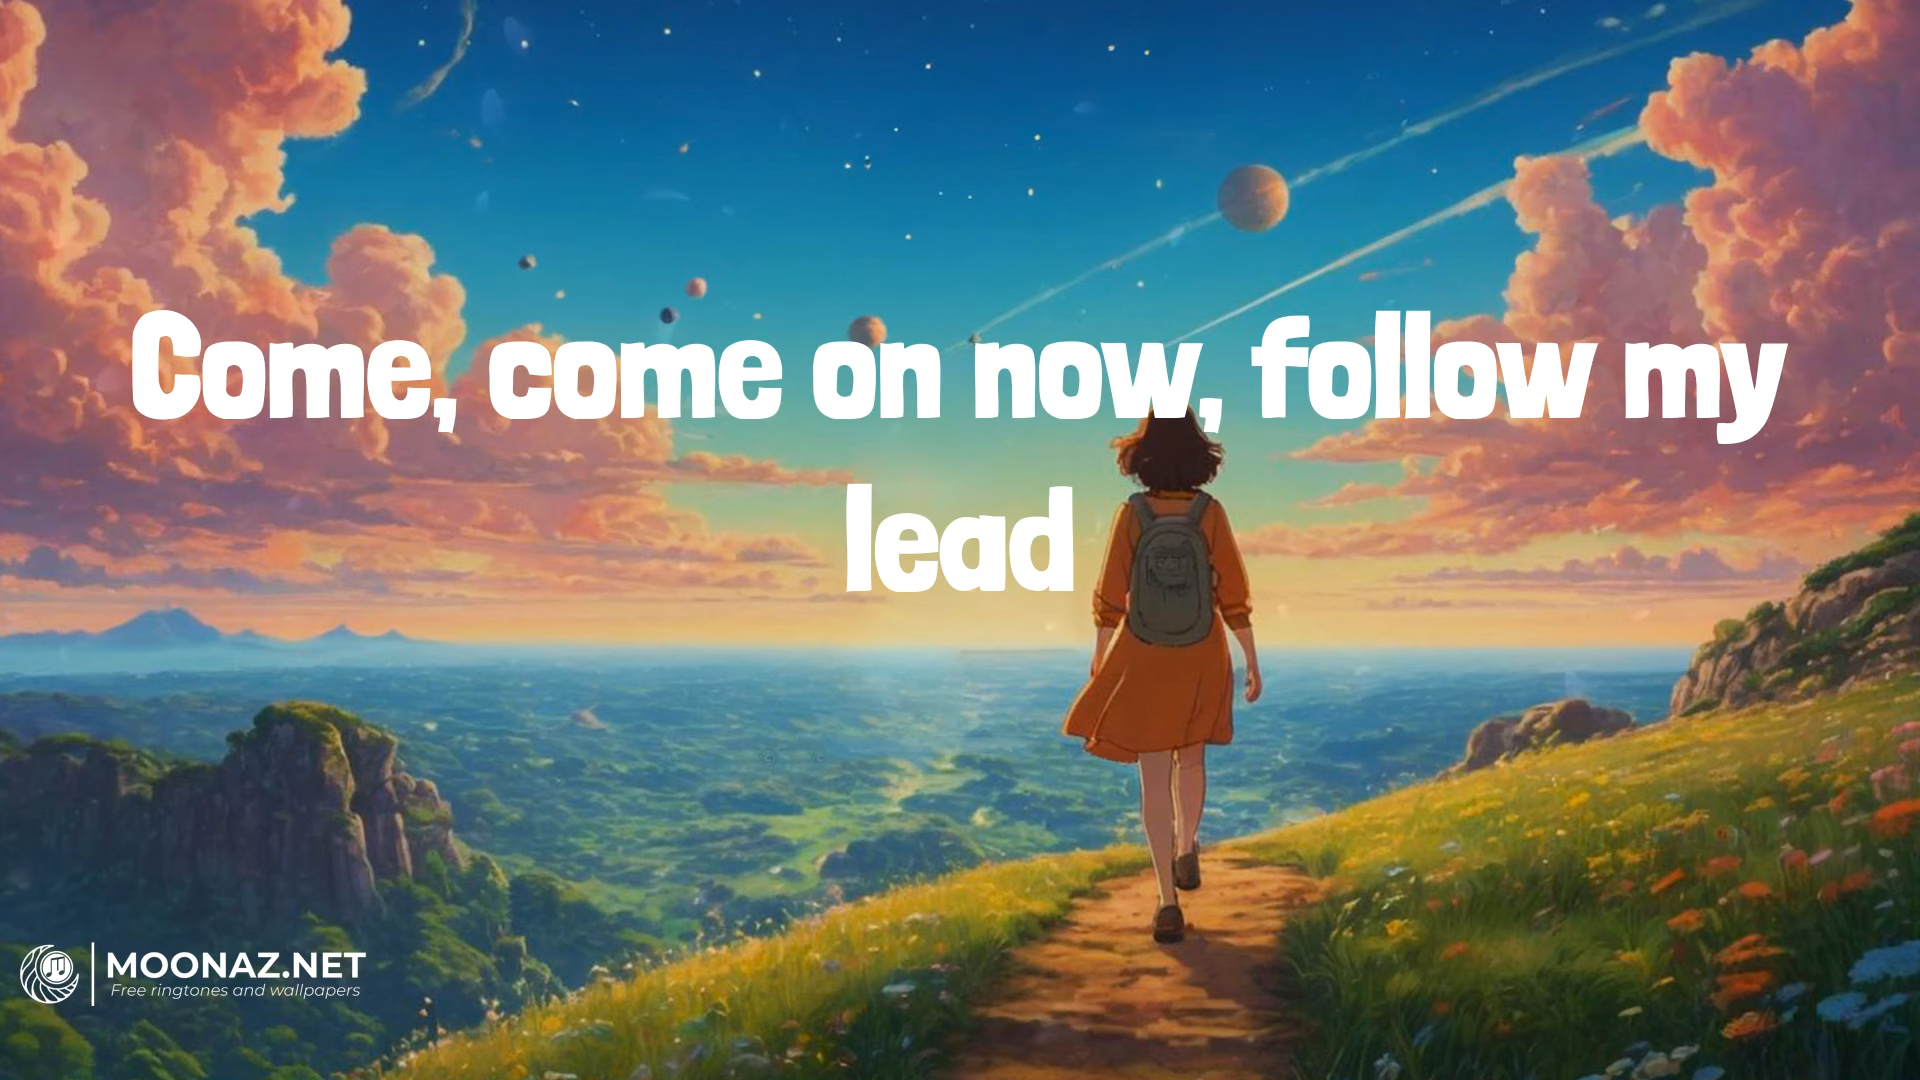 Come, come on now, follow my
lead
MOONAZ.NET
Free ringtones and wallpapers